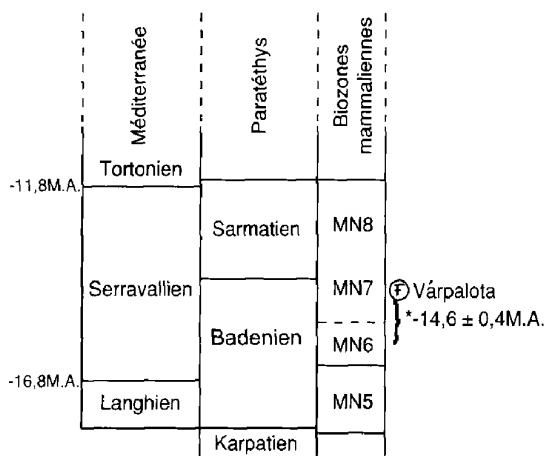 Méditerranée
Paratéthys
Biozones
mammaliennes
Tortonien
-11,8M.A.
Sarmatien
MN8
Serravallien
MN7
Ⓕ Várpalota
*-14,6 ± 0,4M.A.
Badenien
MN6
-16,8M.A.
Langhien
MN5
Karpatien